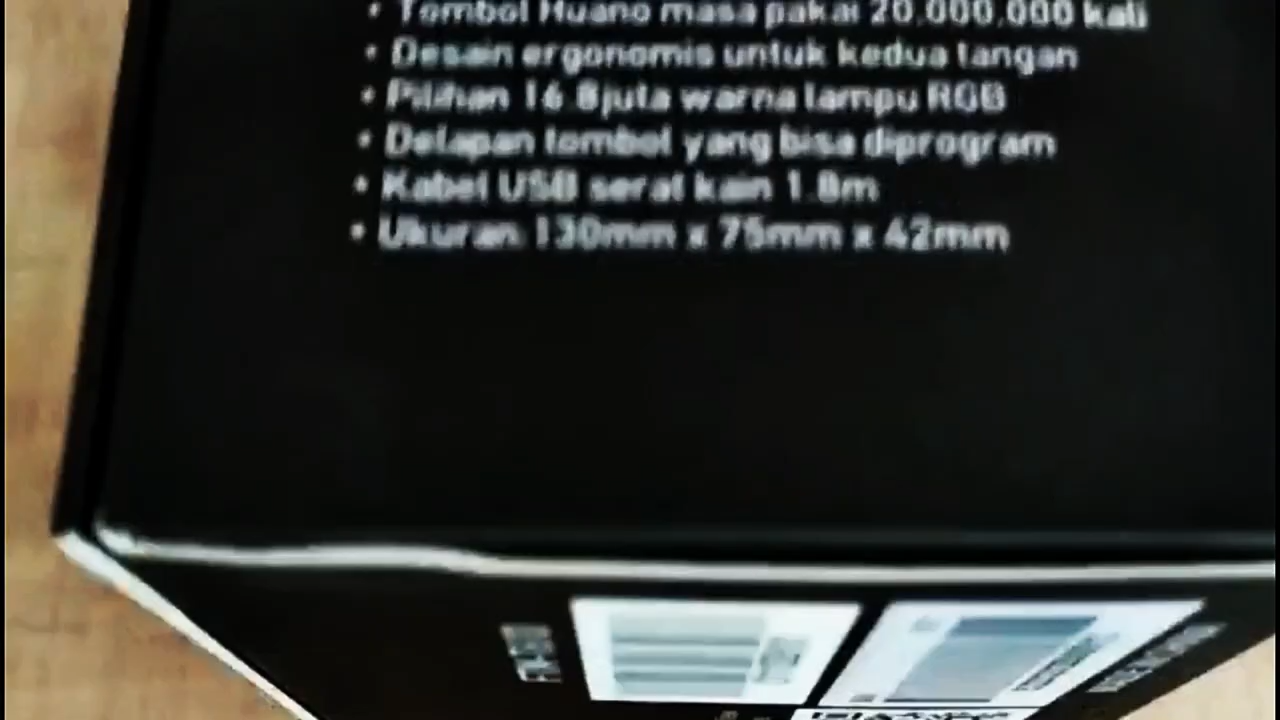 • Tombol Huano masa pakai 20.000.000 kali
• Desain ergonomis untuk kedua tangan
• Pilihan 16.8juta warna lampu RGB
• Delapan tombol yang bisa diprogram
• Kabel USB serat kain 1.8m
• Ukuran 130mm x 75mm x 42mm